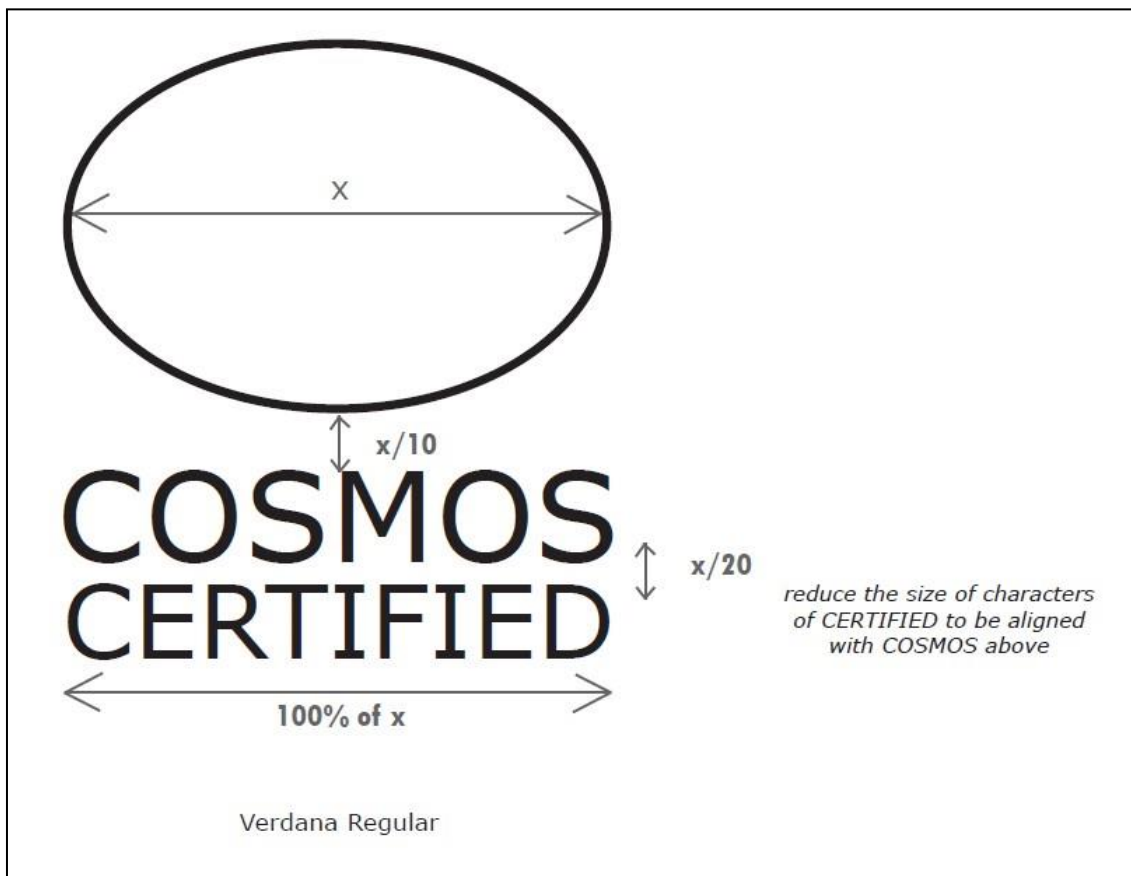 x
x/10
COSMOS
x/20
CERTIFIED
reduce the size of characters
of CERTIFIED to be aligned
with COSMOS above
100% of x
Verdana Regular